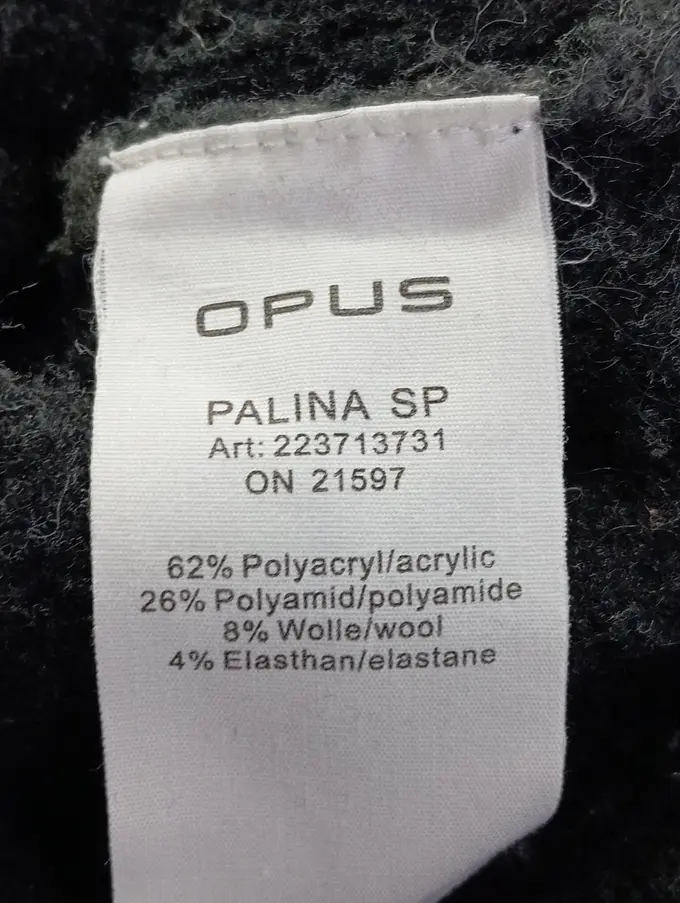 OPUS
PALINA SP
Art: 223713731
ON 21597
62% Polyacryl/acrylic
26% Polyamid/polyamide
8% Wolle/wool
4% Elasthan/elastane